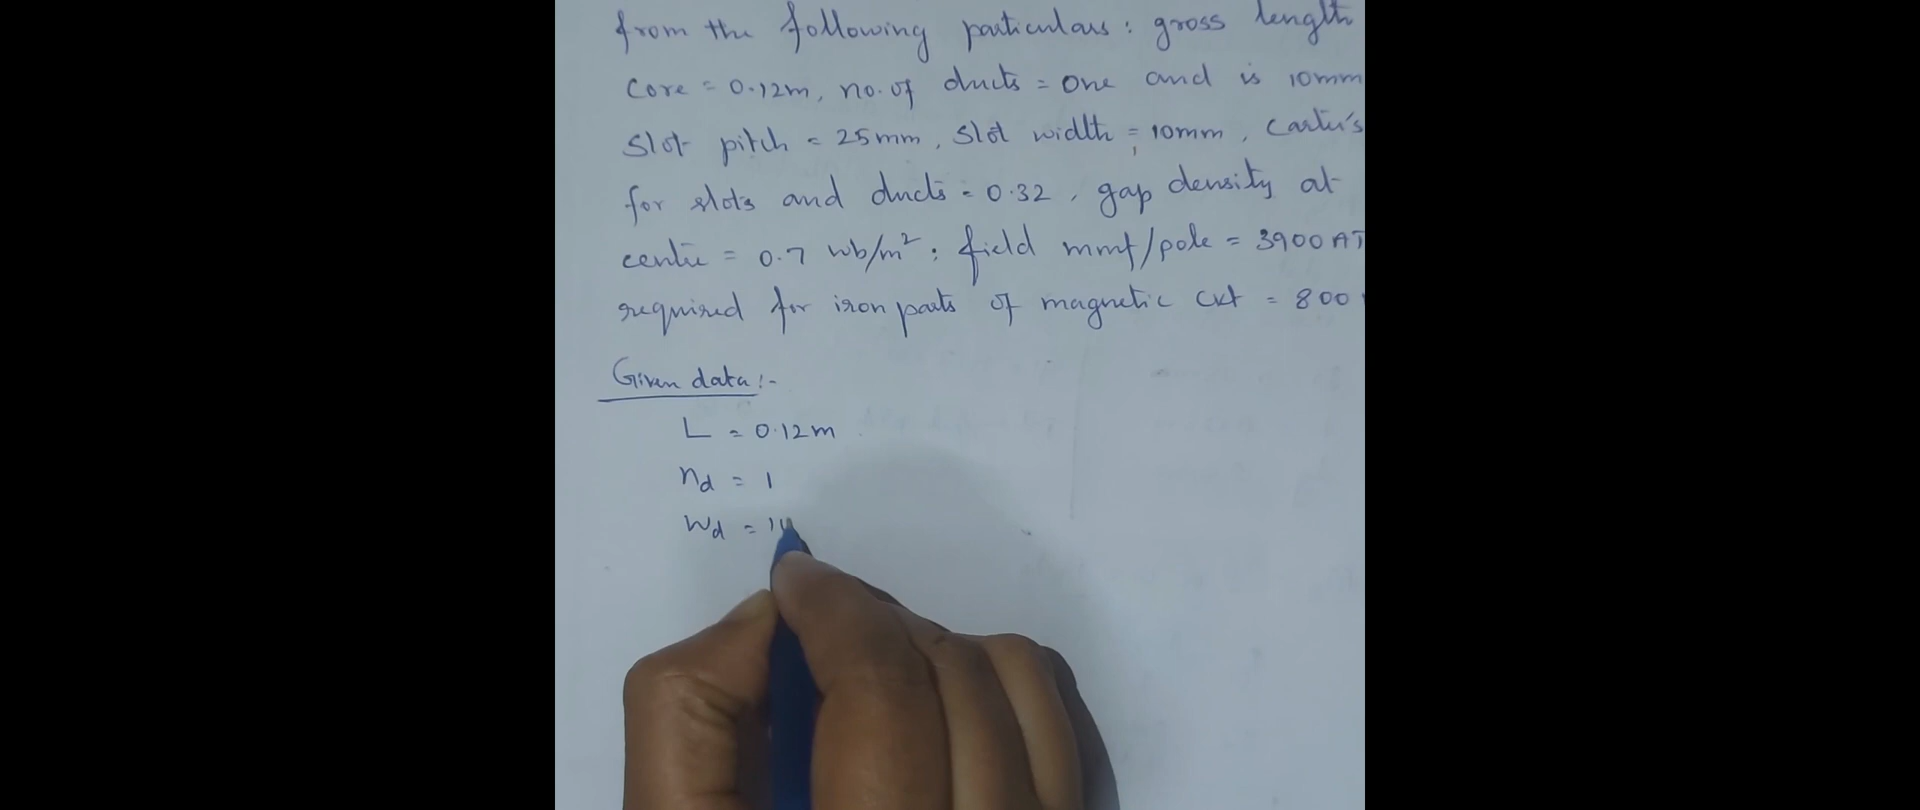 from the following particulars: gross length
core = 0.12m, no. of ducts = one and is 10mm
slot pitch = 25mm, slot width = 10mm, Carter's
for slots and ducts = 0.32, gap density at
centre = 0.7 wb/m²; field mmf/pole = 3900 AT
required for iron parts of magnetic ckt = 800
Given data:-
L = 0.12m
nd = 1
Wd = 10